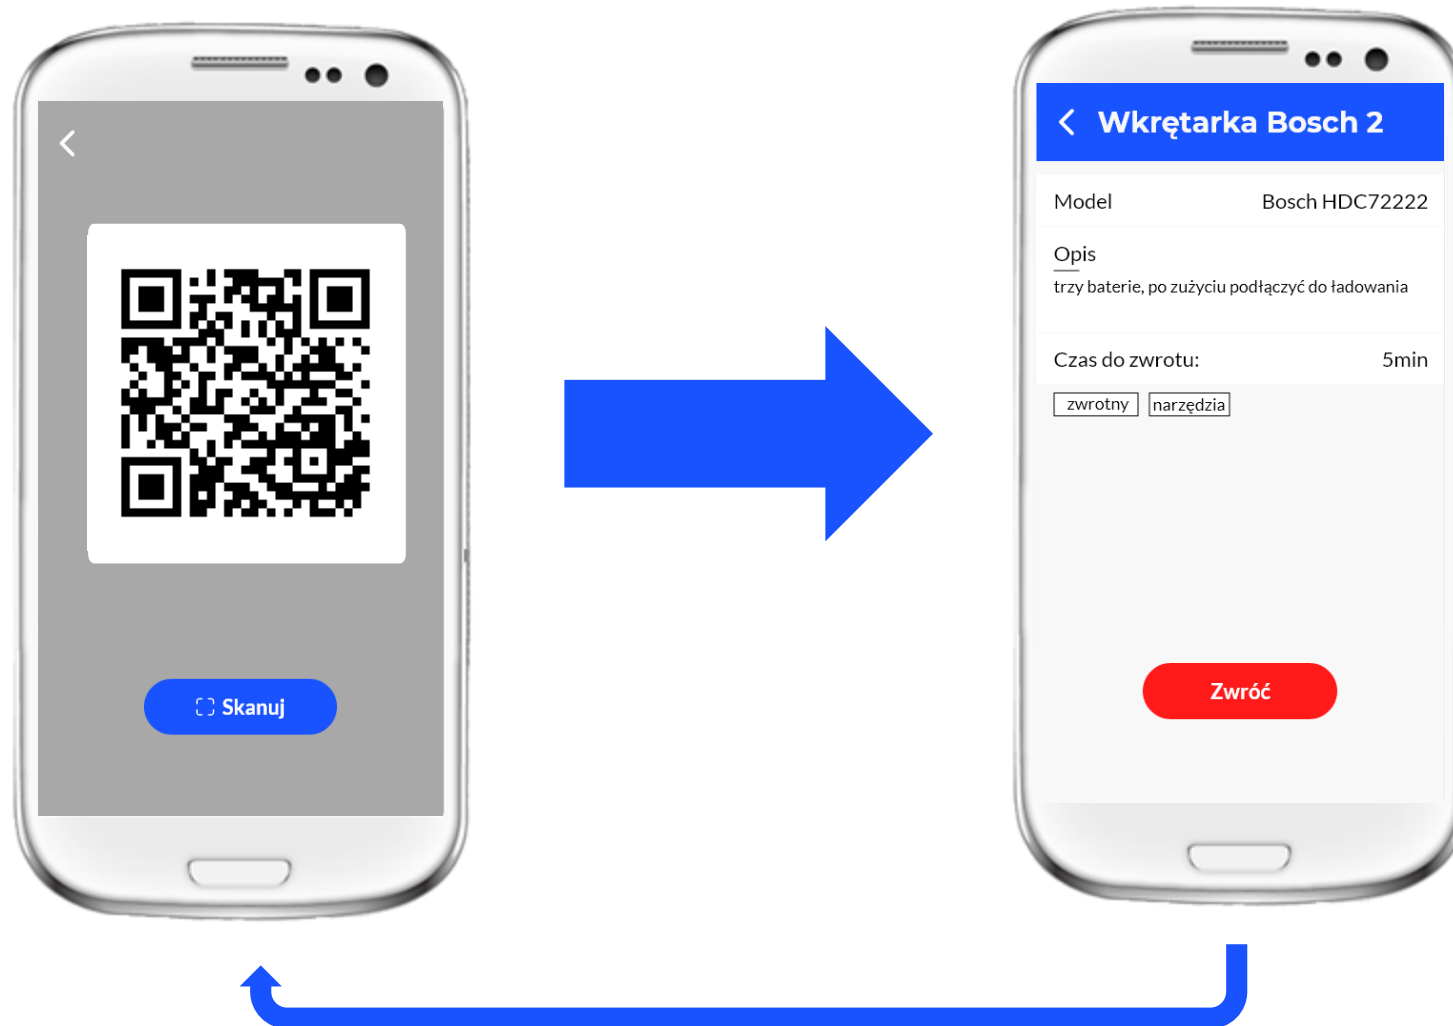 Skanuj
Wkrętarka Bosch 2
Model Bosch HDC72222
Opis
trzy baterie, po zużyciu podłączyć do ładowania
Czas do zwrotu: 5min
zwrotny narzędzia
Zwróć